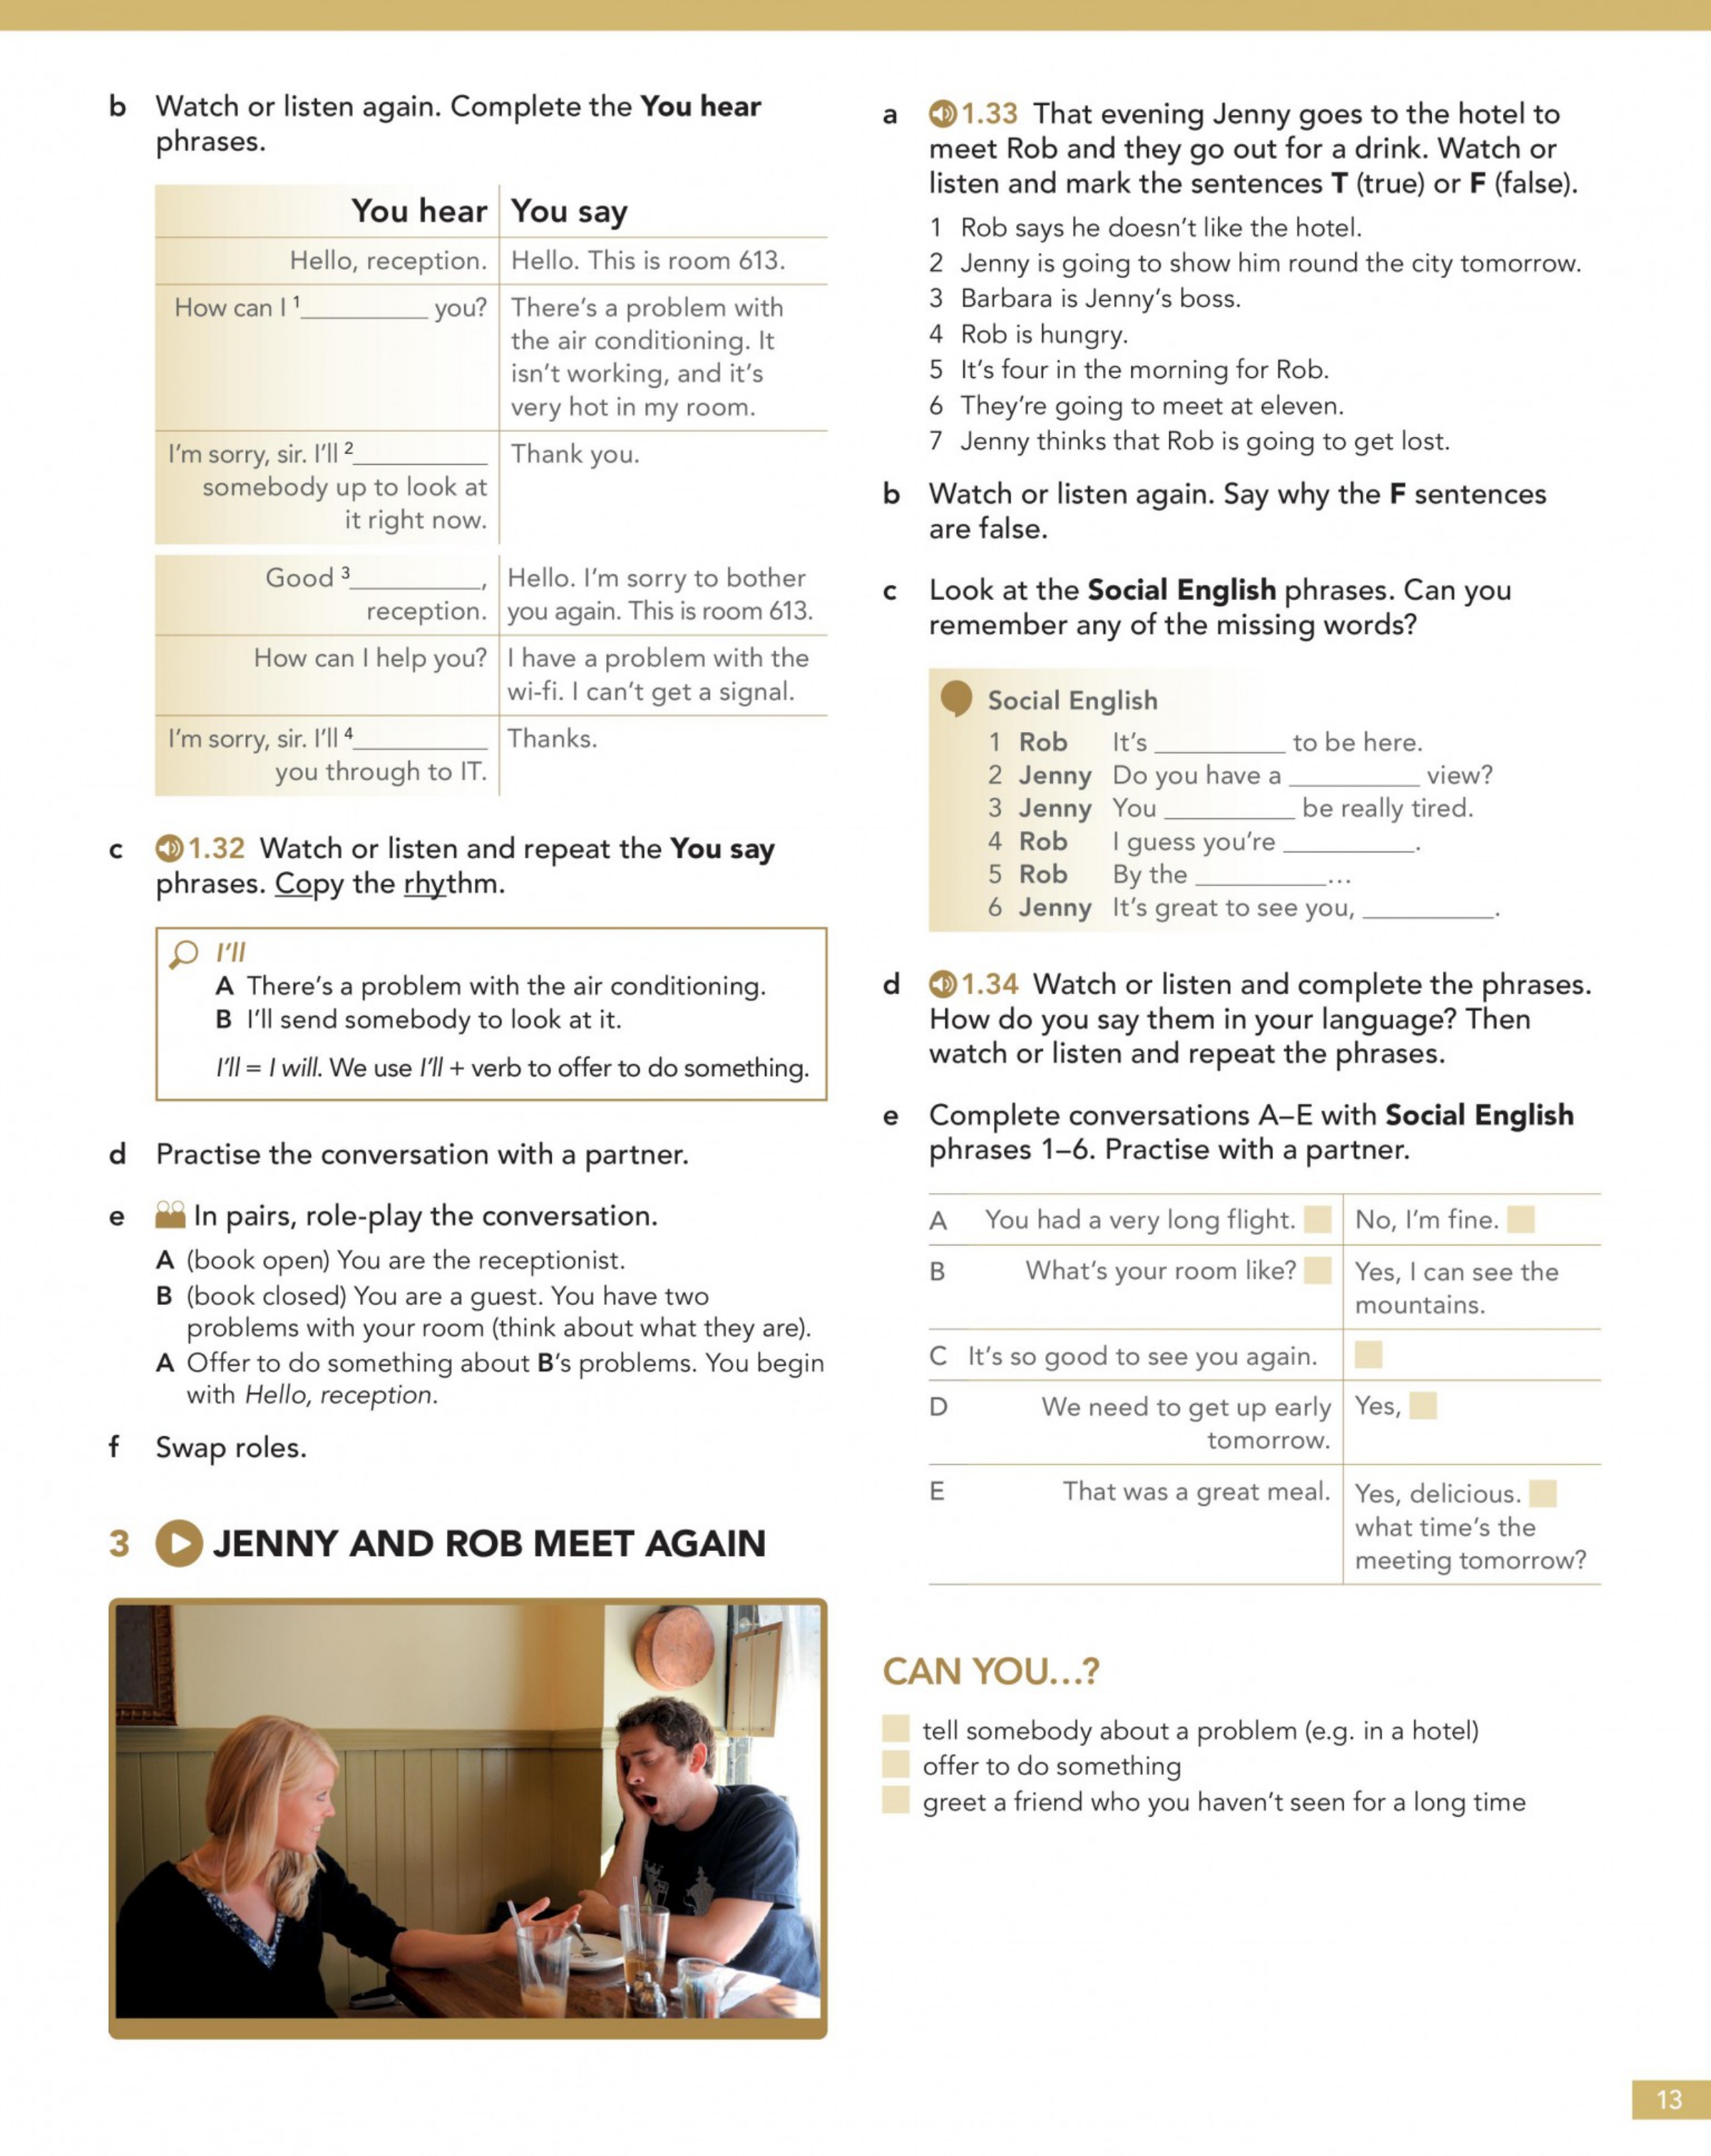 b Watch or listen again. Complete the You hear
phrases.
You hear You say
Hello, reception. Hello. This is room 613.
How can I 1__________ you? There's a problem with
the air conditioning. It
isn't working, and it's
very hot in my room.
I'm sorry, sir. I'll 2__________ Thank you.
somebody up to look at
it right now.
Good 3__________, Hello. I'm sorry to bother
reception. you again. This is room 613.
How can I help you? I have a problem with the
wi-fi. I can't get a signal.
I'm sorry, sir. I'll 4__________ Thanks.
you through to IT.
c 1.32 Watch or listen and repeat the You say
phrases. Copy the rhythm.
I'll
A There's a problem with the air conditioning.
B I'll send somebody to look at it.
I'll = I will. We use I'll + verb to offer to do something.
d Practise the conversation with a partner.
e In pairs, role-play the conversation.
A (book open) You are the receptionist.
B (book closed) You are a guest. You have two
problems with your room (think about what they are).
A Offer to do something about B's problems. You begin
with Hello, reception.
f Swap roles.
3 JENNY AND ROB MEET AGAIN
a 1.33 That evening Jenny goes to the hotel to
meet Rob and they go out for a drink. Watch or
listen and mark the sentences T (true) or F (false).
1 Rob says he doesn't like the hotel.
2 Jenny is going to show him round the city tomorrow.
3 Barbara is Jenny's boss.
4 Rob is hungry.
5 It's four in the morning for Rob.
6 They're going to meet at eleven.
7 Jenny thinks that Rob is going to get lost.
b Watch or listen again. Say why the F sentences
are false.
c Look at the Social English phrases. Can you
remember any of the missing words?
Social English
1 Rob It's __________ to be here.
2 Jenny Do you have a __________ view?
3 Jenny You __________ be really tired.
4 Rob I guess you're __________.
5 Rob By the __________...
6 Jenny It's great to see you, __________.
d 1.34 Watch or listen and complete the phrases.
How do you say them in your language? Then
watch or listen and repeat the phrases.
e Complete conversations A–E with Social English
phrases 1–6. Practise with a partner.
A You had a very long flight. No, I'm fine.
B What's your room like? Yes, I can see the
mountains.
C It's so good to see you again.
D We need to get up early Yes,
tomorrow.
E That was a great meal. Yes, delicious.
what time's the
meeting tomorrow?
CAN YOU...?
tell somebody about a problem (e.g. in a hotel)
offer to do something
greet a friend who you haven't seen for a long time
13